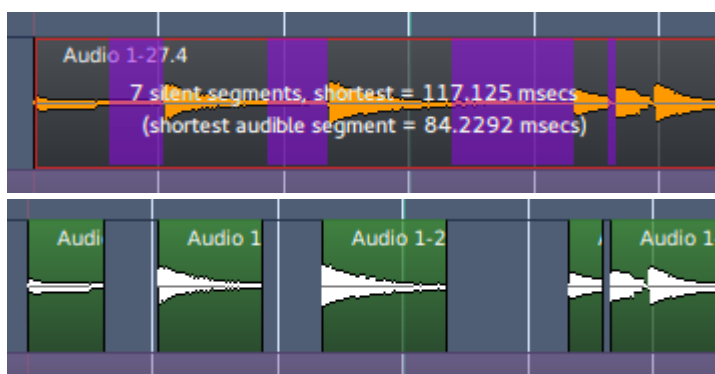 Audio 1-27.4
7 silent segments, shortest = 117.125 msecs
(shortest audible segment = 84.2292 msecs)
Audi Audio 1 Audio 1-2 Audio 1